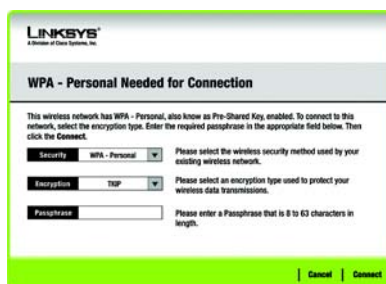 LINKSYS®
A Division of Cisco Systems, Inc.
WPA - Personal Needed for Connection
This wireless network has WPA - Personal, also know as Pre-Shared Key, enabled. To connect to this
network, select the encryption type. Enter the required passphrase in the appropriate field below. Then
click the Connect.
Security WPA - Personal Please select the wireless security method used by your
existing wireless network.
Encryption TKIP Please select an encryption type used to protect your
wireless data transmissions.
Passphrase Please enter a Passphrase that is 8 to 63 characters in
length.
Cancel Connect